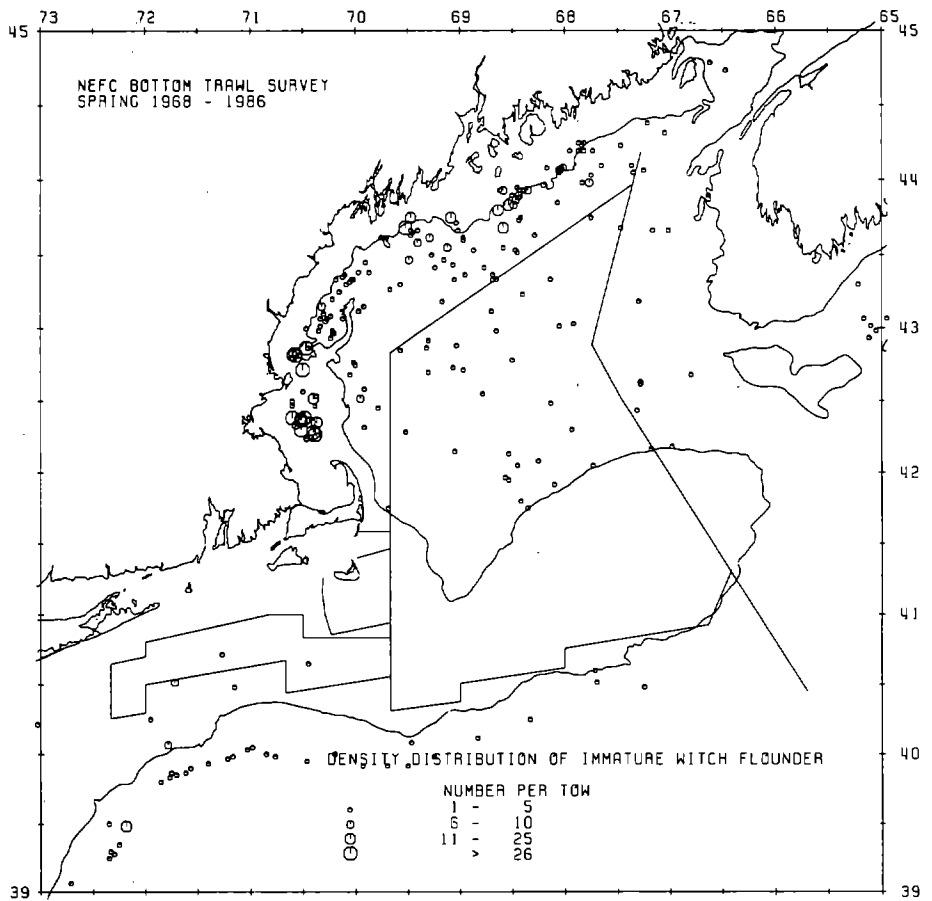 73 72 71 70 69 68 67 66 65
45 45
NEFC BOTTOM TRAWL SURVEY
SPRING 1968 - 1986
44 44
43 43
42 42
41 41
40 40
DENSITY DISTRIBUTION OF IMMATURE WITCH FLOUNDER
NUMBER PER TOW
1 - 5
6 - 10
11 - 25
> 26
39 39